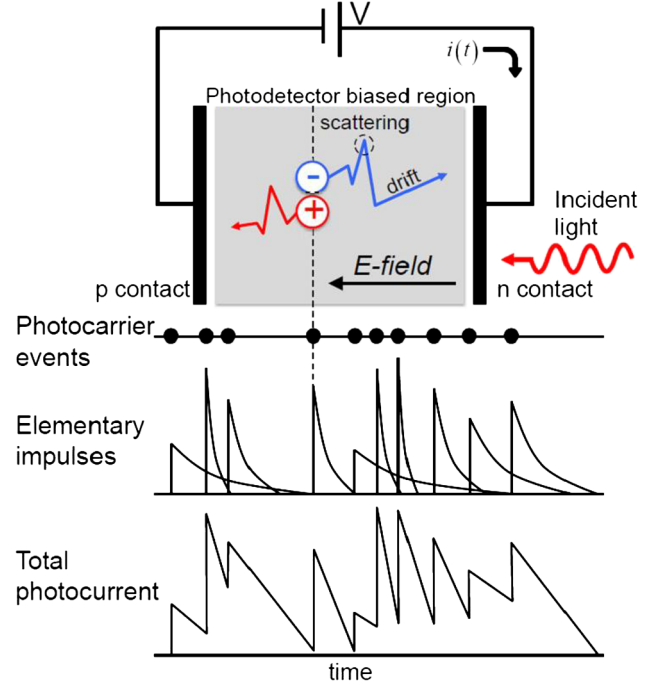 V
i(t)
Photodetector biased region
scattering
-
drift
+
Incident
light
E-field
p contact
n contact
Photocarrier
events
Elementary
impulses
Total
photocurrent
time